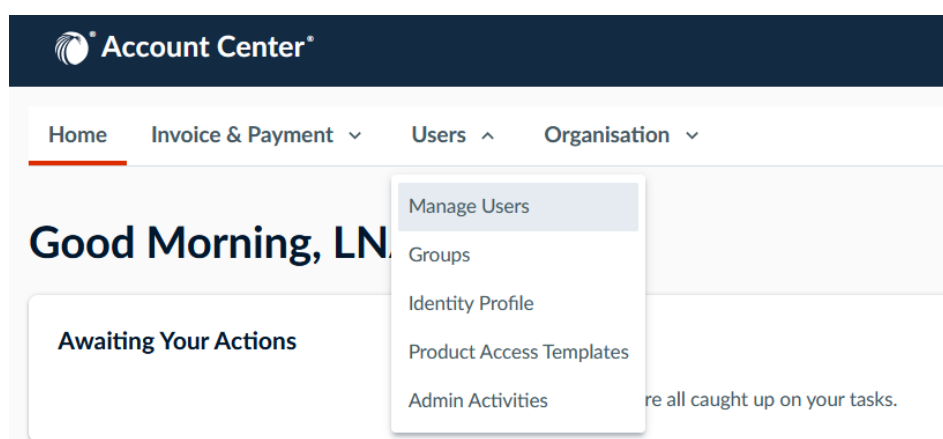 Account Center®
Home Invoice & Payment Users Organisation
Manage Users
Good Morning, LN
Groups
Identity Profile
Awaiting Your Actions
Product Access Templates
Admin Activities
re all caught up on your tasks.